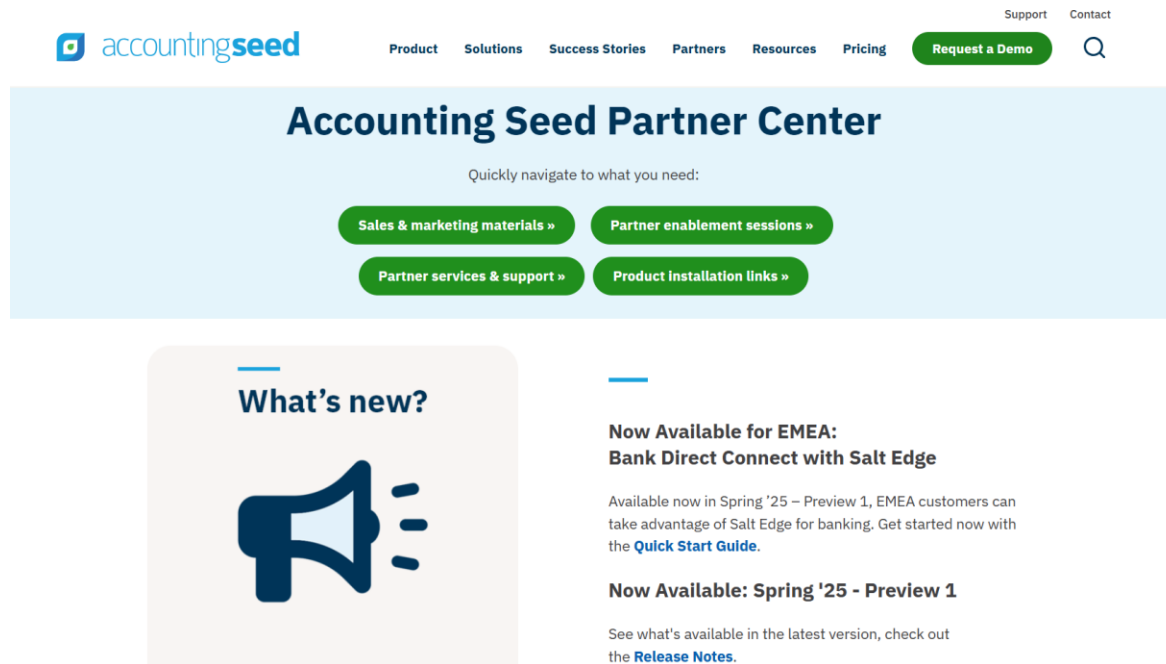 Support Contact
accountingseed
Product Solutions Success Stories Partners Resources Pricing Request a Demo
Accounting Seed Partner Center
Quickly navigate to what you need:
Sales & marketing materials » Partner enablement sessions »
Partner services & support » Product installation links »
What’s new?
Now Available for EMEA:
Bank Direct Connect with Salt Edge
Available now in Spring ’25 – Preview 1, EMEA customers can
take advantage of Salt Edge for banking. Get started now with
the Quick Start Guide.
Now Available: Spring '25 - Preview 1
See what's available in the latest version, check out
the Release Notes.